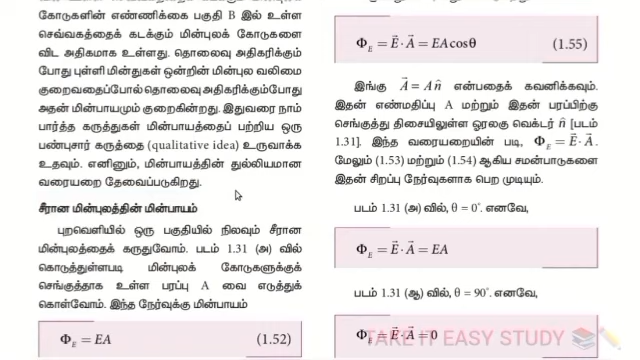 கோடுகளின் எண்ணிக்கை பகுதி B இல் உள்ள
செவ்வகத்தைக் கடக்கும் மின்புலக் கோடுகளை
விட அதிகமாக உள்ளது. தொலைவு அதிகரிக்கும்
போது புள்ளி மின்துகள் ஒன்றின் மின்புல வலிமை
குறைவதைப்போல் தொலைவு அதிகரிக்கும்போது
அதன் மின்பாயமும் குறைகின்றது. இதுவரை நாம்
பார்த்த கருத்துகள் மின்பாயத்தைப் பற்றிய ஒரு
பண்புசார் கருத்தை (qualitative idea) உருவாக்க
உதவும். எனினும், மின்பாயத்தின் துல்லியமான
வரையறை தேவைப்படுகிறது.
சீரான மின்புலத்தின் மின்பாயம்
புறவெளியில் ஒரு பகுதியில் நிலவும் சீரான
மின்புலத்தைக் கருதுவோம். படம் 1.31 (அ) வில்
கொடுத்துள்ளபடி மின்புலக் கோடுகளுக்குச்
செங்குத்தாக உள்ள பரப்பு A வை எடுத்துக்
கொள்வோம். இந்த நேர்வுக்கு மின்பாயம்
Φ_E = EA (1.52)
Φ_E = E⃗ · A⃗ = EA cosθ (1.55)
இங்கு A⃗ = A n̂ என்பதைக் கவனிக்கவும்.
இதன் எண்மதிப்பு A மற்றும் இதன் பரப்பிற்கு
செங்குத்து திசையிலுள்ள ஓரலகு வெக்டர் n̂ [படம்
1.31]. இந்த வரையறையின் படி, Φ_E = E⃗ · A⃗.
மேலும் (1.53) மற்றும் (1.54) ஆகிய சமன்பாடுகளை
இதன் சிறப்பு நேர்வுகளாக பெற முடியும்.
படம் 1.31 (அ) வில், θ = 0°. எனவே,
Φ_E = E⃗ · A⃗ = EA
படம் 1.31 (ஆ) வில், θ = 90°. எனவே,
Φ_E = E⃗ · A⃗ = 0
TAKE IT EASY STUDY